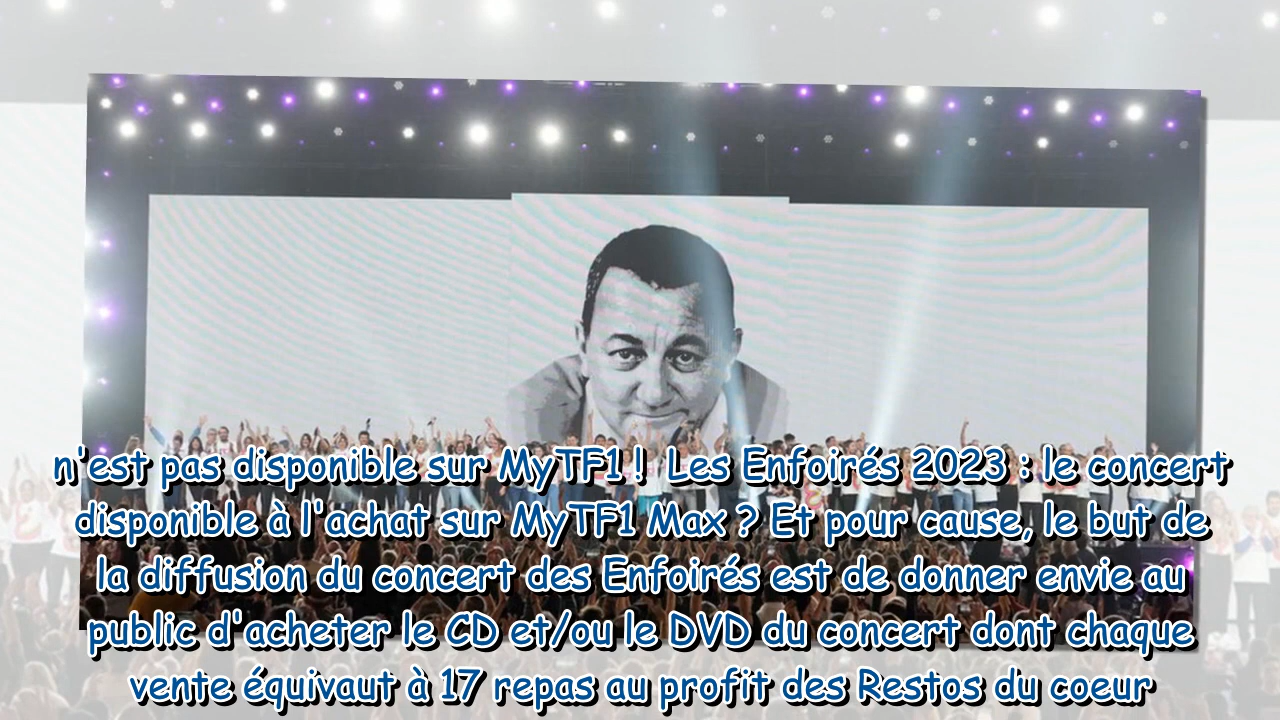 n'est pas disponible sur MyTF1 ! Les Enfoirés 2023 : le concert
disponible à l'achat sur MyTF1 Max ? Et pour cause, le but de
la diffusion du concert des Enfoirés est de donner envie au
public d'acheter le CD et/ou le DVD du concert dont chaque
vente équivaut à 17 repas au profit des Restos du coeur